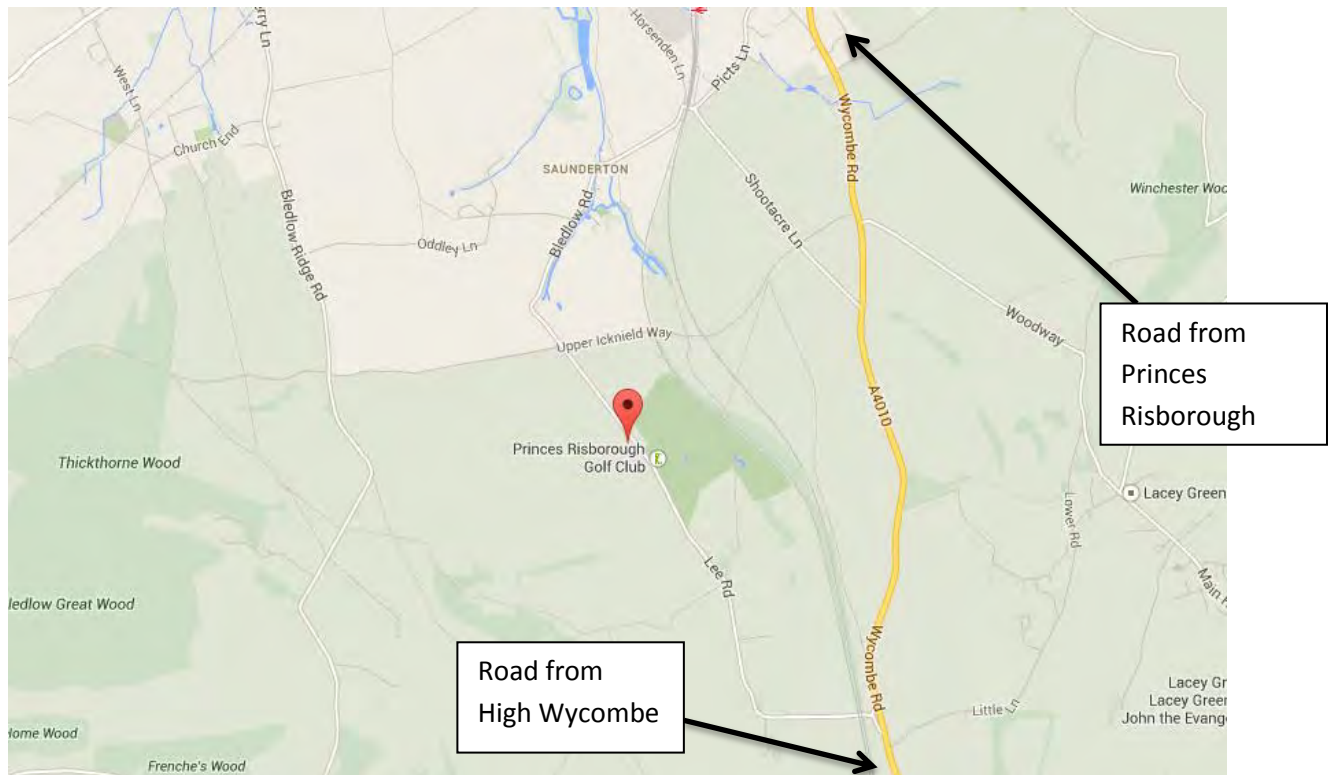 rry Ln
West Ln
Church End
Horsenden Ln
Picts Ln
Wycombe Rd
SAUNDERTON
Winchester Woo
Shootacre Ln
Bledlow Rd
Bledlow Ridge Rd
Oddley Ln
Woodway
Upper Icknield Way
Road from
Princes
Risborough
A4010
Princes Risborough
Golf Club
Thickthorne Wood
Lacey Green
Lower Rd
Lee Rd
Main R
ledlow Great Wood
Wycombe Rd
Road from
High Wycombe
Lacey Gr
Lacey Green
John the Evang
Little Ln
Home Wood
Frenche's Wood